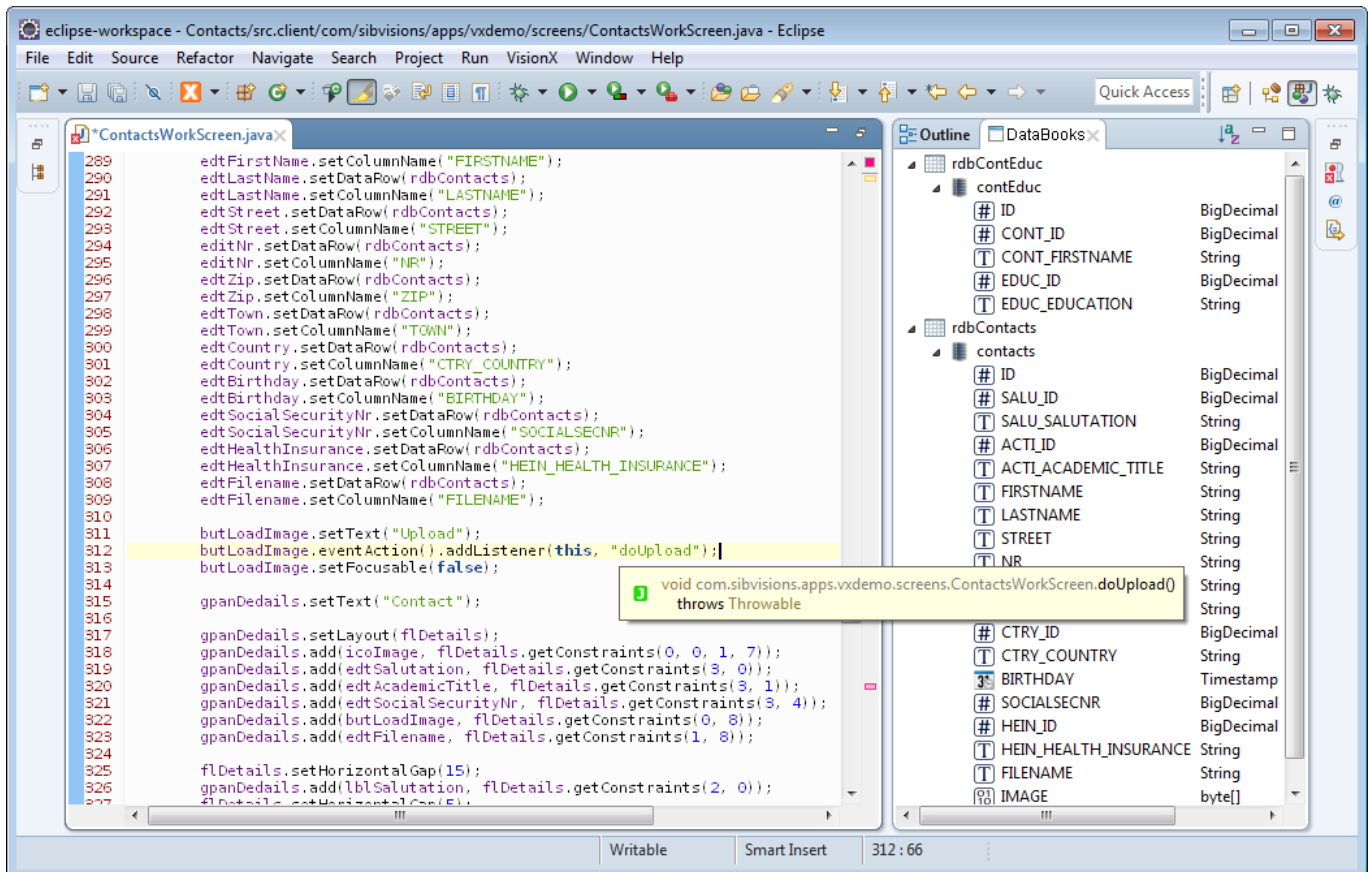 eclipse-workspace - Contacts/src.client/com/sibvisions/apps/vxdemo/screens/ContactsWorkScreen.java - Eclipse
File Edit Source Refactor Navigate Search Project Run VisionX Window Help
Quick Access
*ContactsWorkScreen.java
289 edtFirstName.setColumnName("FIRSTNAME");
290 edtLastName.setDataRow(rdbContacts);
291 edtLastName.setColumnName("LASTNAME");
292 edtStreet.setDataRow(rdbContacts);
293 edtStreet.setColumnName("STREET");
294 editNr.setDataRow(rdbContacts);
295 editNr.setColumnName("NR");
296 edtZip.setDataRow(rdbContacts);
297 edtZip.setColumnName("ZIP");
298 edtTown.setDataRow(rdbContacts);
299 edtTown.setColumnName("TOWN");
300 edtCountry.setDataRow(rdbContacts);
301 edtCountry.setColumnName("CTRY_COUNTRY");
302 edtBirthday.setDataRow(rdbContacts);
303 edtBirthday.setColumnName("BIRTHDAY");
304 edtSocialSecurityNr.setDataRow(rdbContacts);
305 edtSocialSecurityNr.setColumnName("SOCIALSECNR");
306 edtHealthInsurance.setDataRow(rdbContacts);
307 edtHealthInsurance.setColumnName("HEIN_HEALTH_INSURANCE");
308 edtFilename.setDataRow(rdbContacts);
309 edtFilename.setColumnName("FILENAME");
310
311 butLoadImage.setText("Upload");
312 butLoadImage.eventAction().addListener(this, "doUpload");
313 butLoadImage.setFocusable(false);
314
315 gpanDedails.setText("Contact");
316
317 gpanDedails.setLayout(flDetails);
318 gpanDedails.add(icoImage, flDetails.getConstraints(0, 0, 1, 7));
319 gpanDedails.add(edtSalutation, flDetails.getConstraints(3, 0));
320 gpanDedails.add(edtAcademicTitle, flDetails.getConstraints(3, 1));
321 gpanDedails.add(edtSocialSecurityNr, flDetails.getConstraints(3, 4));
322 gpanDedails.add(butLoadImage, flDetails.getConstraints(0, 8));
323 gpanDedails.add(edtFilename, flDetails.getConstraints(1, 8));
324
325 flDetails.setHorizontalGap(15);
326 gpanDedails.add(lblSalutation, flDetails.getConstraints(2, 0));
327 flDetails.setHorizontalGap(5);
void com.sibvisions.apps.vxdemo.screens.ContactsWorkScreen.doUpload()
throws Throwable
Outline DataBooks
rdbContEduc
contEduc
ID BigDecimal
CONT_ID BigDecimal
CONT_FIRSTNAME String
EDUC_ID BigDecimal
EDUC_EDUCATION String
rdbContacts
contacts
ID BigDecimal
SALU_ID BigDecimal
SALU_SALUTATION String
ACTI_ID BigDecimal
ACTI_ACADEMIC_TITLE String
FIRSTNAME String
LASTNAME String
STREET String
NR String
String
String
CTRY_ID BigDecimal
CTRY_COUNTRY String
BIRTHDAY Timestamp
SOCIALSECNR BigDecimal
HEIN_ID BigDecimal
HEIN_HEALTH_INSURANCE String
FILENAME String
IMAGE byte[]
Writable Smart Insert 312 : 66